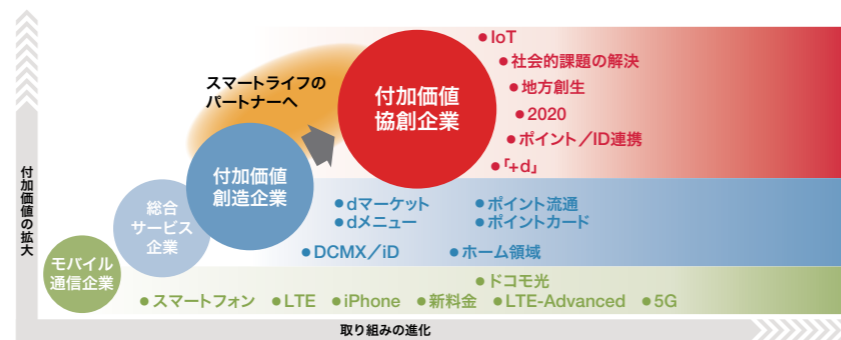 ● IoT
● 社会的課題の解決
● 地方創生
● 2020
● ポイント／ID連携
● 「+d」
スマートライフの
パートナーへ
付加価値
協創企業
付加価値
創造企業
● dマーケット
● ポイント流通
● dメニュー
● ポイントカード
● DCMX／iD
● ホーム領域
総合
サービス
企業
モバイル
通信企業
● ドコモ光
● スマートフォン ● LTE ● iPhone ● 新料金 ● LTE-Advanced ● 5G
付加価値の拡大
取り組みの進化